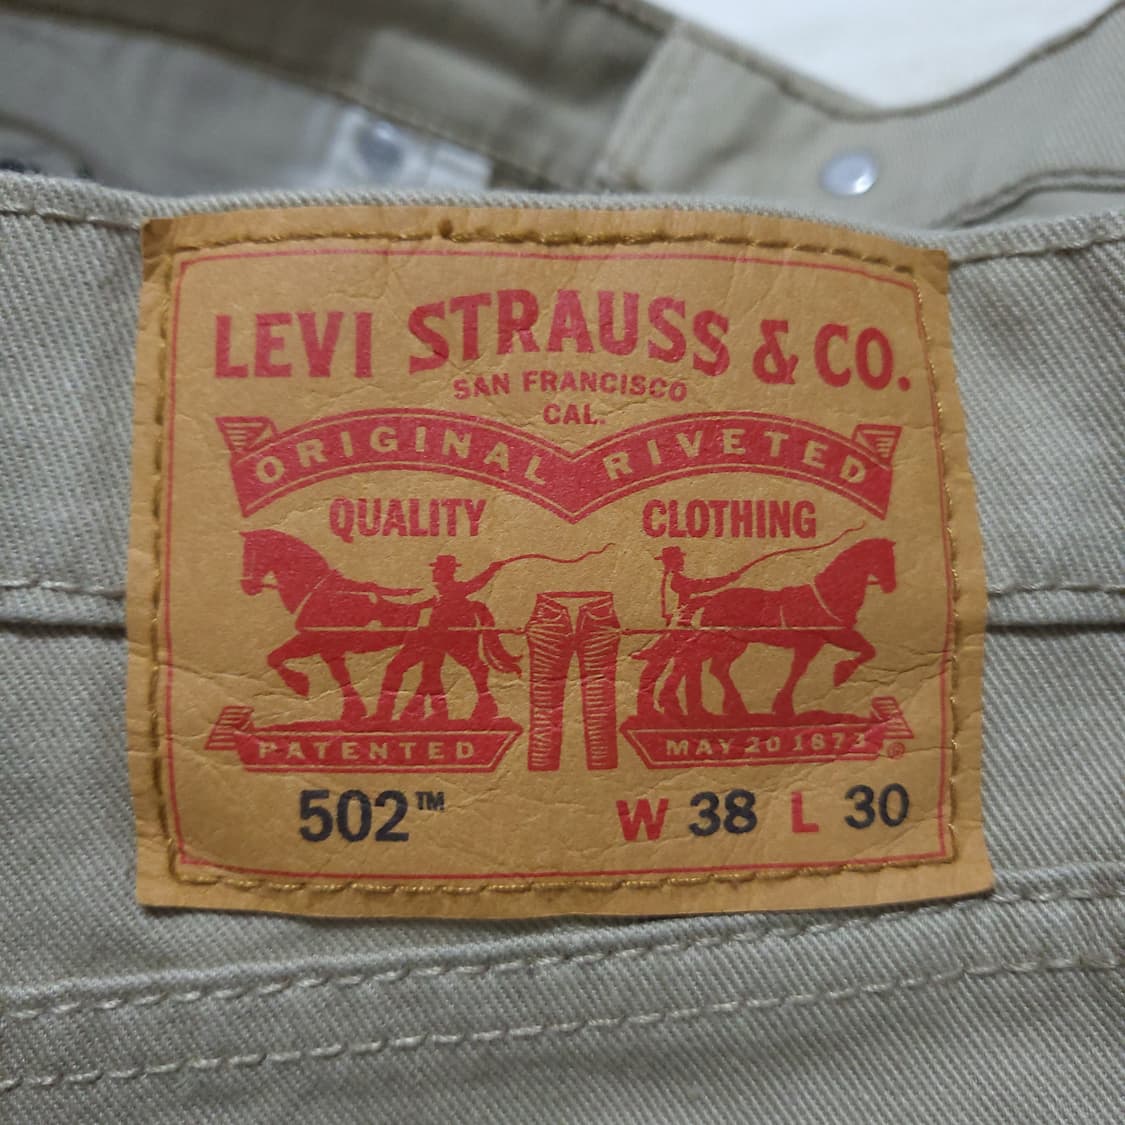 LEVI STRAUSS & CO.
SAN FRANCISCO
CAL.
ORIGINAL RIVETED
QUALITY CLOTHING
PATENTED MAY 20 1873 ®
502™ W 38 L 30